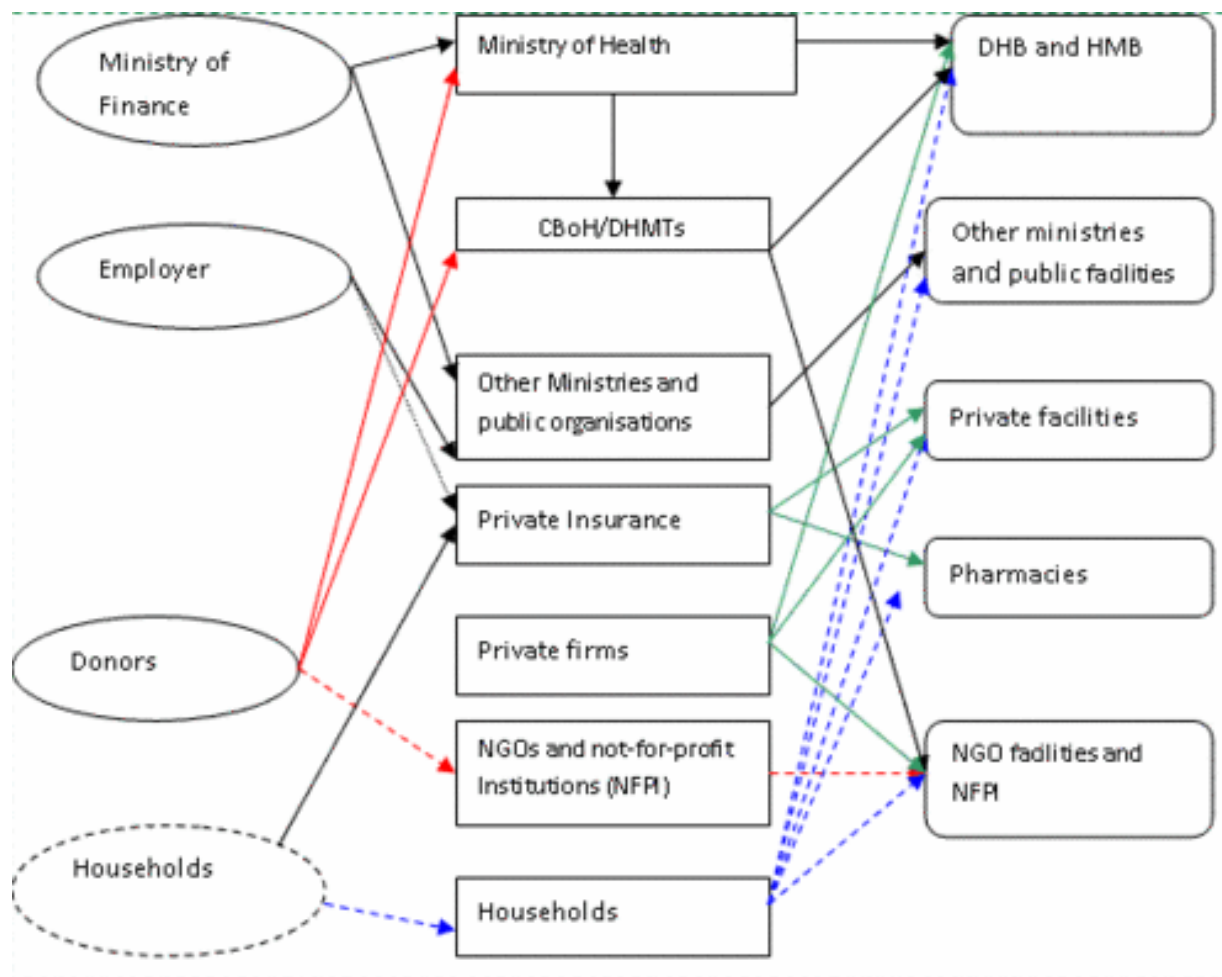 Ministry of
Finance
Employer
Donors
Households
Ministry of Health
CBoH/DHMTs
Other Ministries and
public organisations
Private Insurance
Private firms
NGOs and not-for-profit
Institutions (NFPI)
Households
DHB and HMB
Other ministries
and public facilities
Private facilities
Pharmacies
NGO facilities and
NFPI